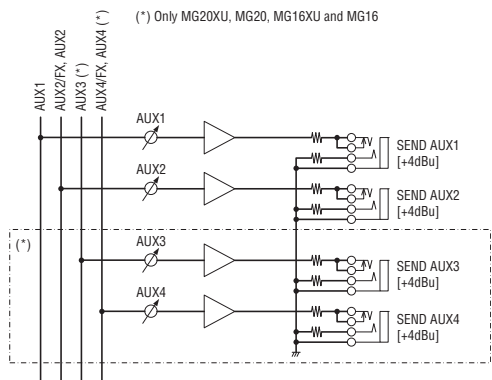 (*) Only MG20XU, MG20, MG16XU and MG16
AUX1
AUX2/FX, AUX2
AUX3 (*)
AUX4/FX, AUX4 (*)
AUX1
SEND AUX1
[+4dBu]
AUX2
SEND AUX2
[+4dBu]
(*)
AUX3
SEND AUX3
[+4dBu]
AUX4
SEND AUX4
[+4dBu]